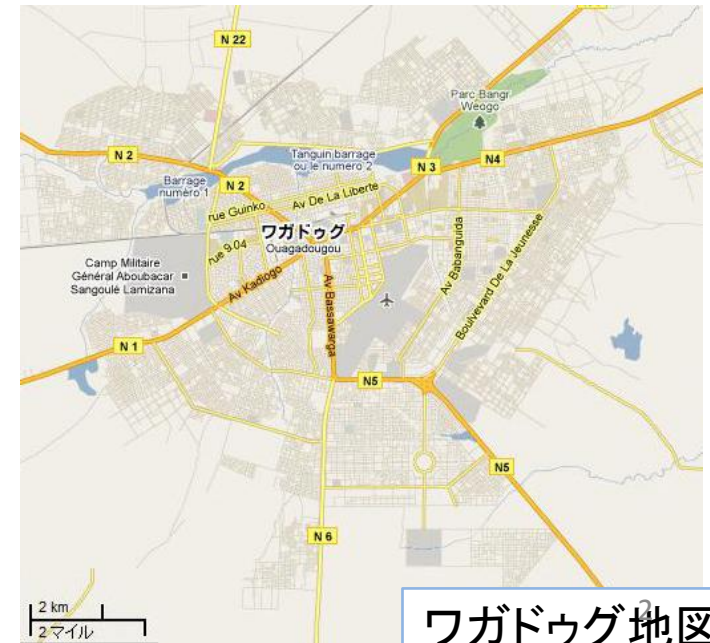 N 22
Parc Bangr
Weogo
N 2
Tanguin barrage
ou le numero 2
N 3
N4
Barrage
numéro 1
N 2
Av De La Liberte
rue Guinko
ワガドゥグ
Ouagadougou
rue 9.04
Camp Militaire
Général Aboubacar
Sangoulé Lamizana
Av Kadiogo
Av Bassawarga
Av Babanguida
Boulvevard De La Jeunesse
N 1
N5
N5
N 6
2 km
2 マイル
ワガドゥグ地図
2